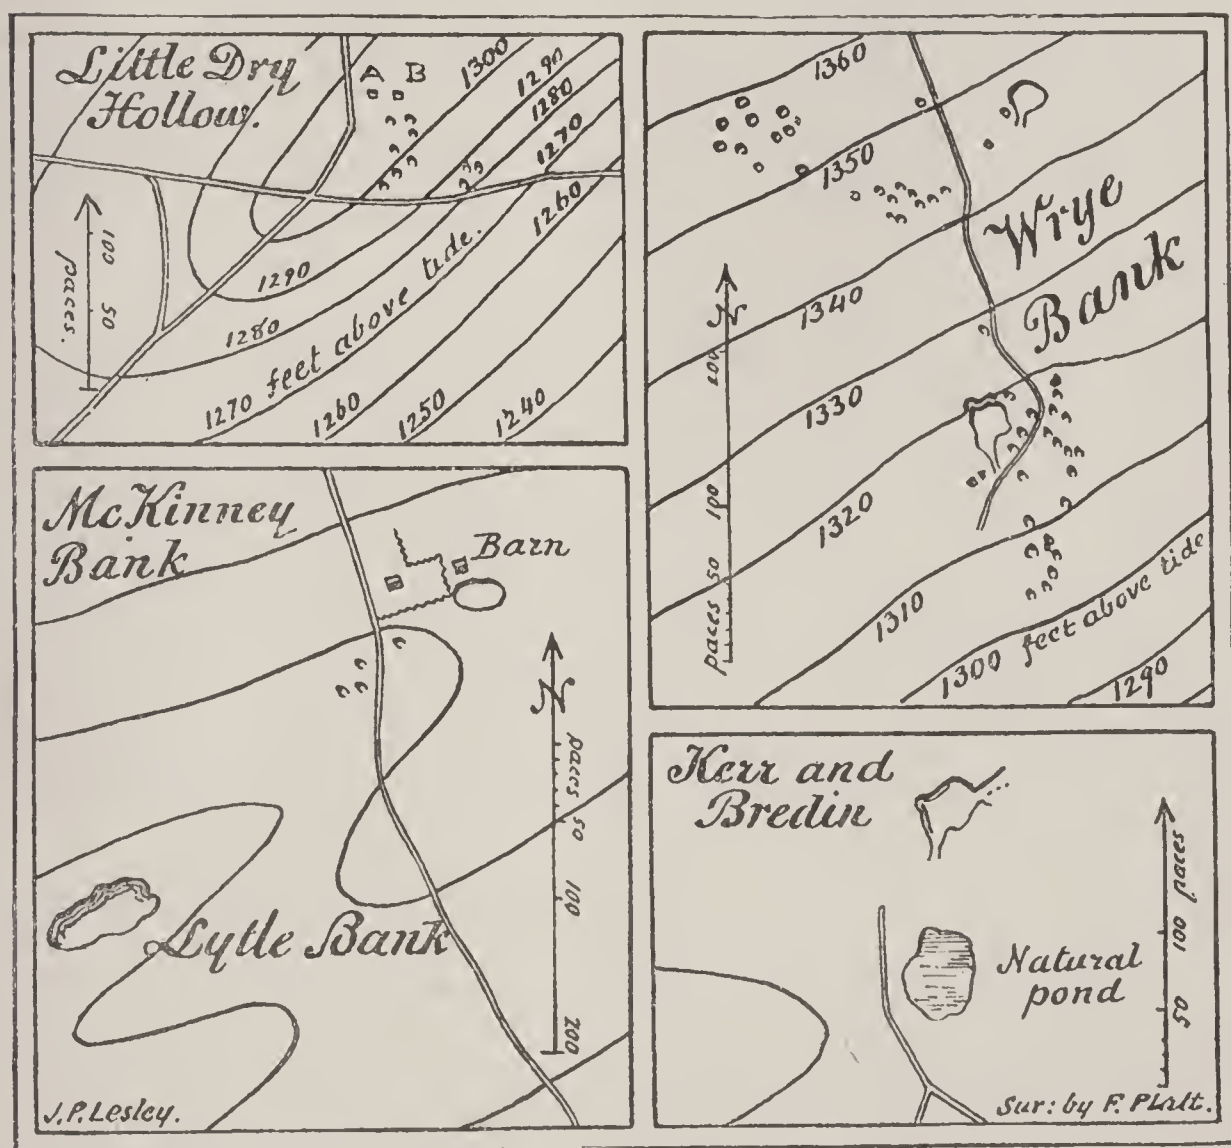 Little Dry
Hollow.
A B
1300
1290
1280
1270
1260
100
50
paces.
1290
1280
1270 feet above tide.
1260
1250
1240
1360
1350
Wrye
Bank
1340
1330
1320
1310
1300 feet above tide
1290
N
200
100
50
paces
McKinney
Bank
Barn
N
paces
50
100
200
Lytle Bank
J.P. Lesley.
Kerr and
Bredin
Natural
pond
paces
100
50
Sur: by F. Platt.